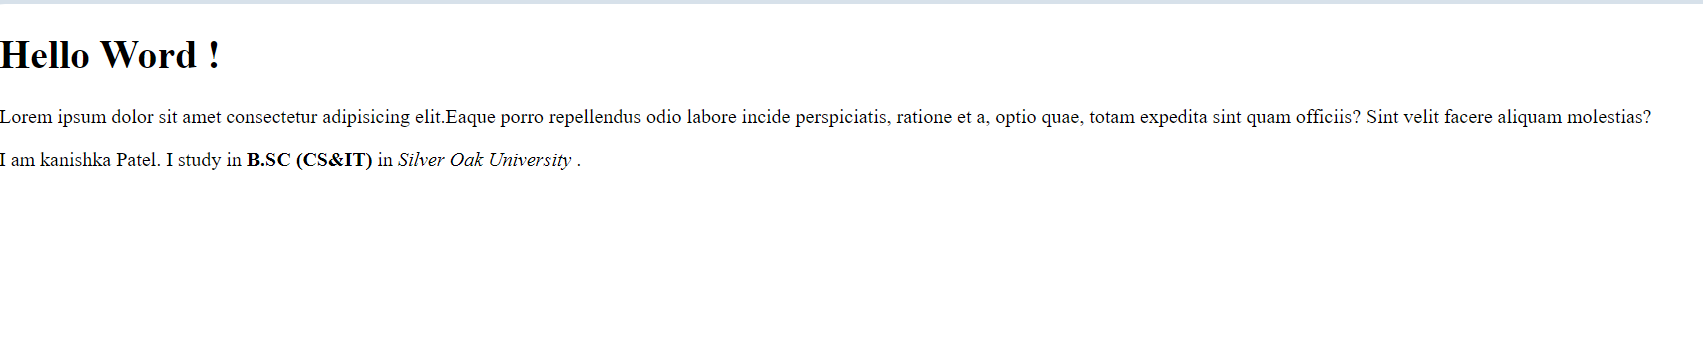 Hello Word !
Lorem ipsum dolor sit amet consectetur adipisicing elit.Eaque porro repellendus odio labore incide perspiciatis, ratione et a, optio quae, totam expedita sint quam officiis? Sint velit facere aliquam molestias?
I am kanishka Patel. I study in B.SC (CS&IT) in Silver Oak University .